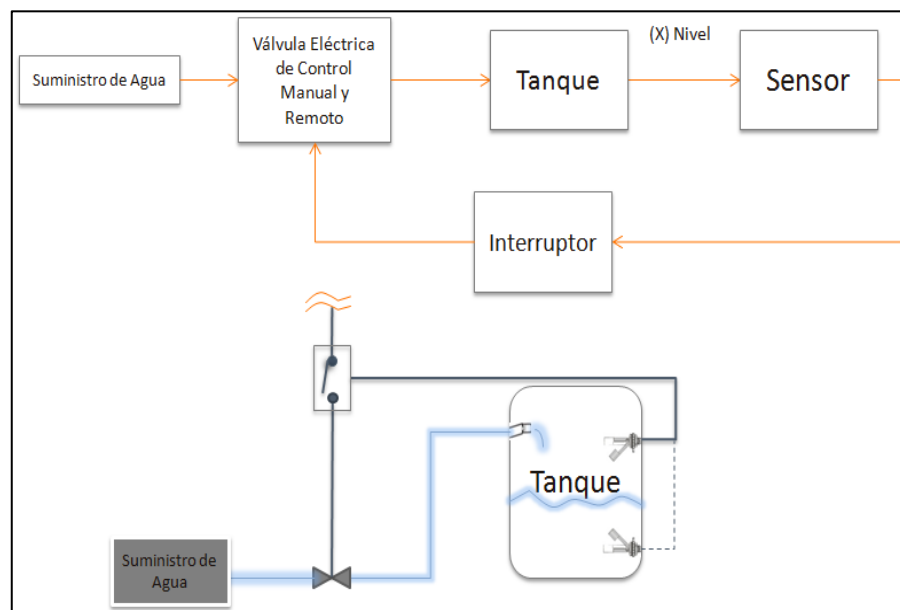 (X) Nivel
Suministro de Agua
Válvula Eléctrica
de Control
Manual y
Remoto
Tanque
Sensor
Interruptor
Tanque
Suministro de
Agua